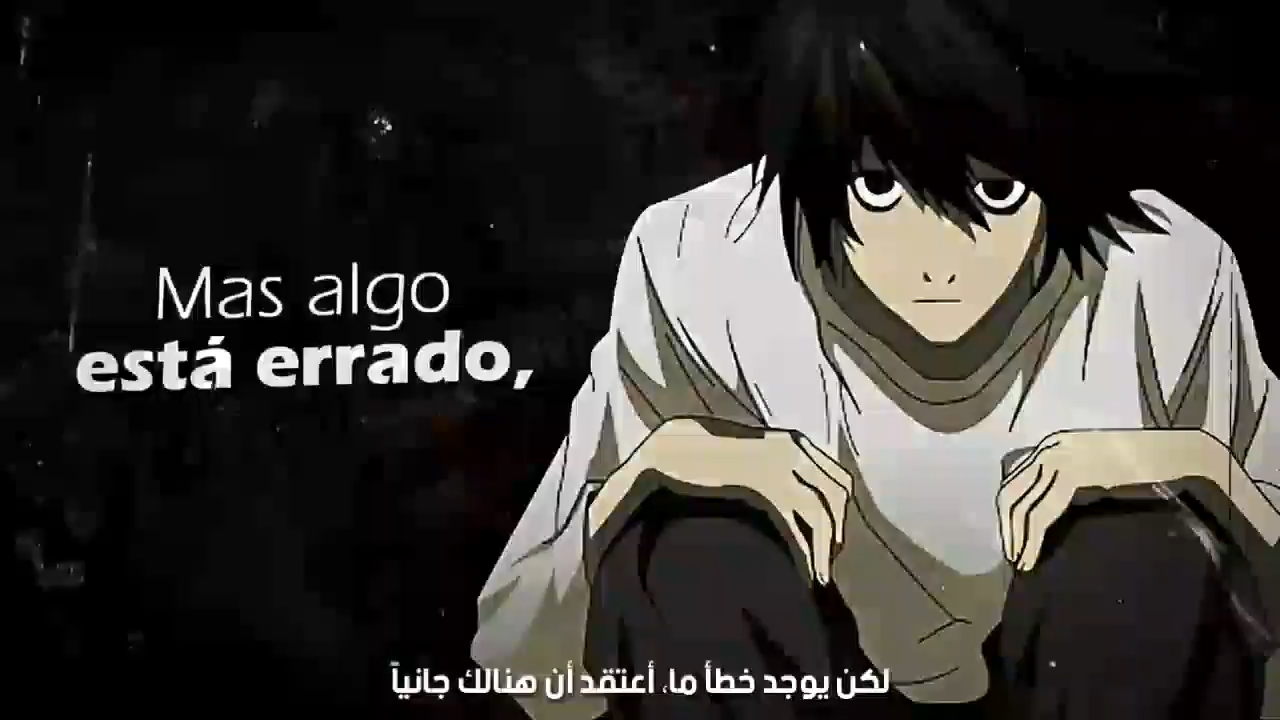 Mas algo
está errado,
لكن يوجد خطأ ما، أعتقد أن هنالك جانياً